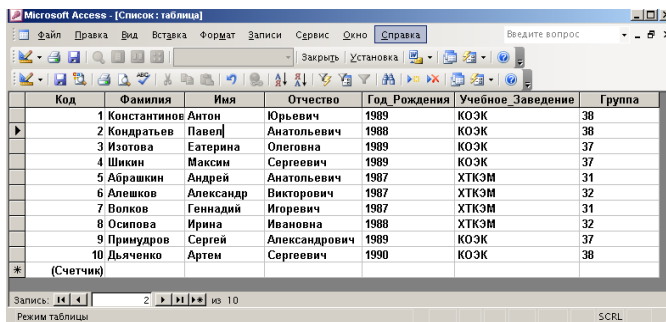 Microsoft Access - [Список : таблица]
Файл Правка Вид Вставка Формат Записи Сервис Окно Справка Введите вопрос
Закрыть Установка
Код Фамилия Имя Отчество Год_Рождения Учебное_Заведение Группа
1 Константинов Антон Юрьевич 1989 КОЭК 38
2 Кондратьев Павел Анатольевич 1988 КОЭК 38
3 Изотова Еатерина Олеговна 1989 КОЭК 37
4 Шикин Максим Сергеевич 1989 КОЭК 37
5 Абрашкин Андрей Анатольевич 1987 ХТКЭМ 31
6 Алешков Александр Викторович 1987 ХТКЭМ 32
7 Волков Геннадий Игоревич 1987 ХТКЭМ 31
8 Осипова Ирина Ивановна 1988 ХТКЭМ 32
9 Примудров Сергей Александрович 1989 КОЭК 37
10 Дьяченко Артем Сергеевич 1990 КОЭК 38
(Счетчик)
Запись: 2 из 10
Режим таблицы SCRL